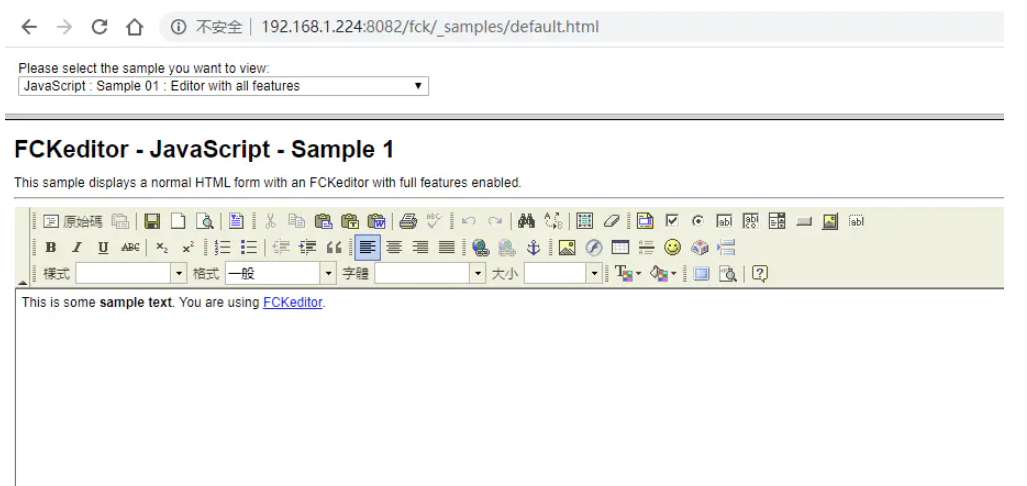 不安全 | 192.168.1.224:8082/fck/_samples/default.html
Please select the sample you want to view:
JavaScript : Sample 01 : Editor with all features
FCKeditor - JavaScript - Sample 1
This sample displays a normal HTML form with an FCKeditor with full features enabled.
原始碼
B I U ABC x₂ x²
樣式 格式 一般 字體 大小
This is some sample text. You are using FCKeditor.